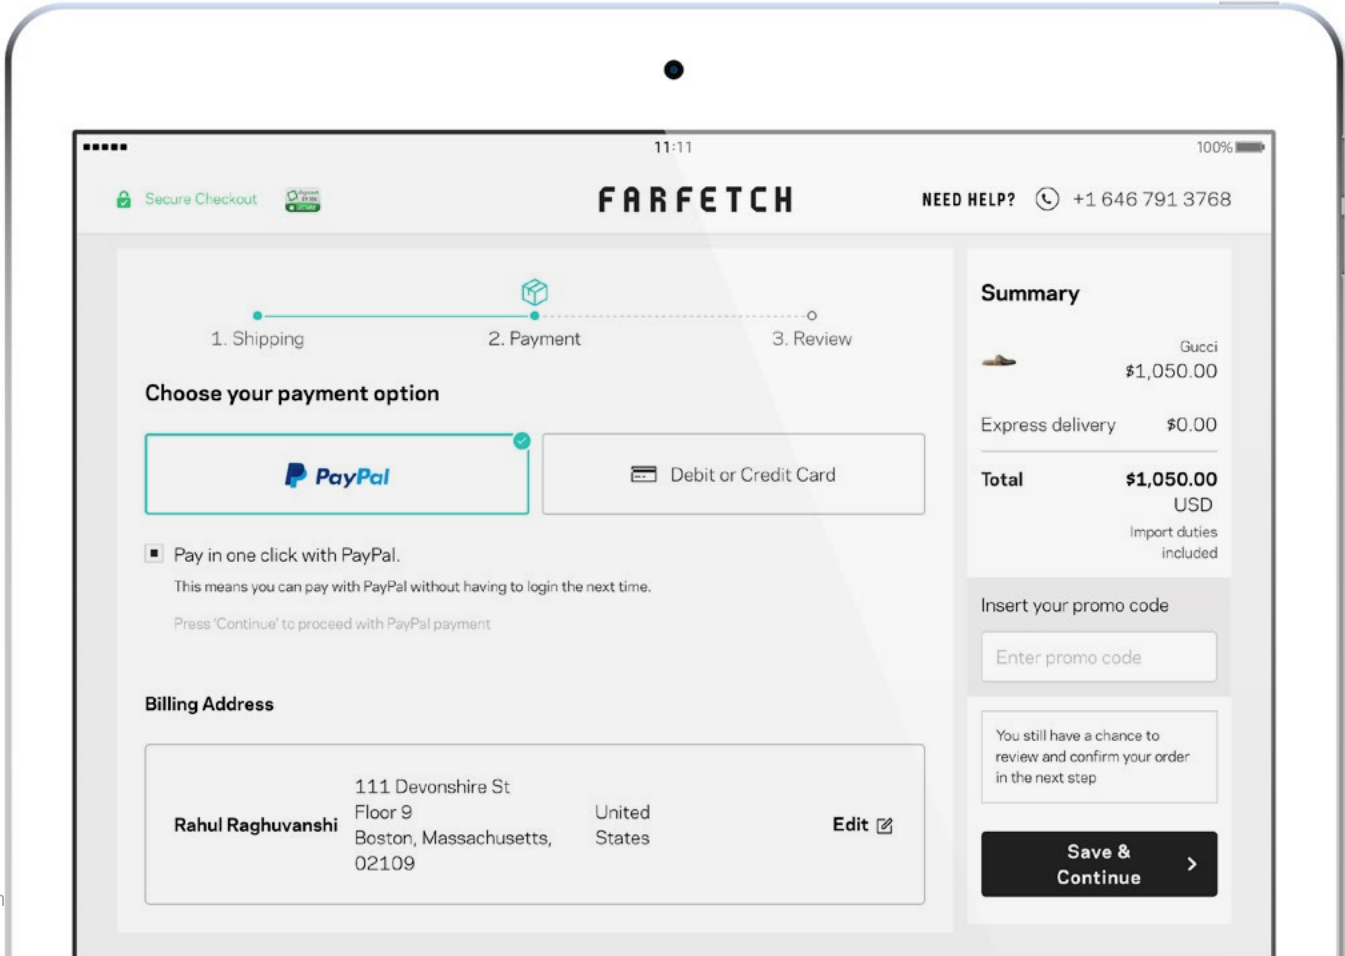 11:11
100%
Secure Checkout
FARFETCH
NEED HELP?
+1 646 791 3768
1. Shipping
2. Payment
3. Review
Choose your payment option
PayPal
Debit or Credit Card
Pay in one click with PayPal.
This means you can pay with PayPal without having to login the next time.
Press 'Continue' to proceed with PayPal payment
Billing Address
Rahul Raghuvanshi
111 Devonshire St
Floor 9
Boston, Massachusetts,
02109
United
States
Edit
Summary
Gucci
$1,050.00
Express delivery $0.00
Total $1,050.00
USD
Import duties
included
Insert your promo code
Enter promo code
You still have a chance to
review and confirm your order
in the next step
Save &
Continue